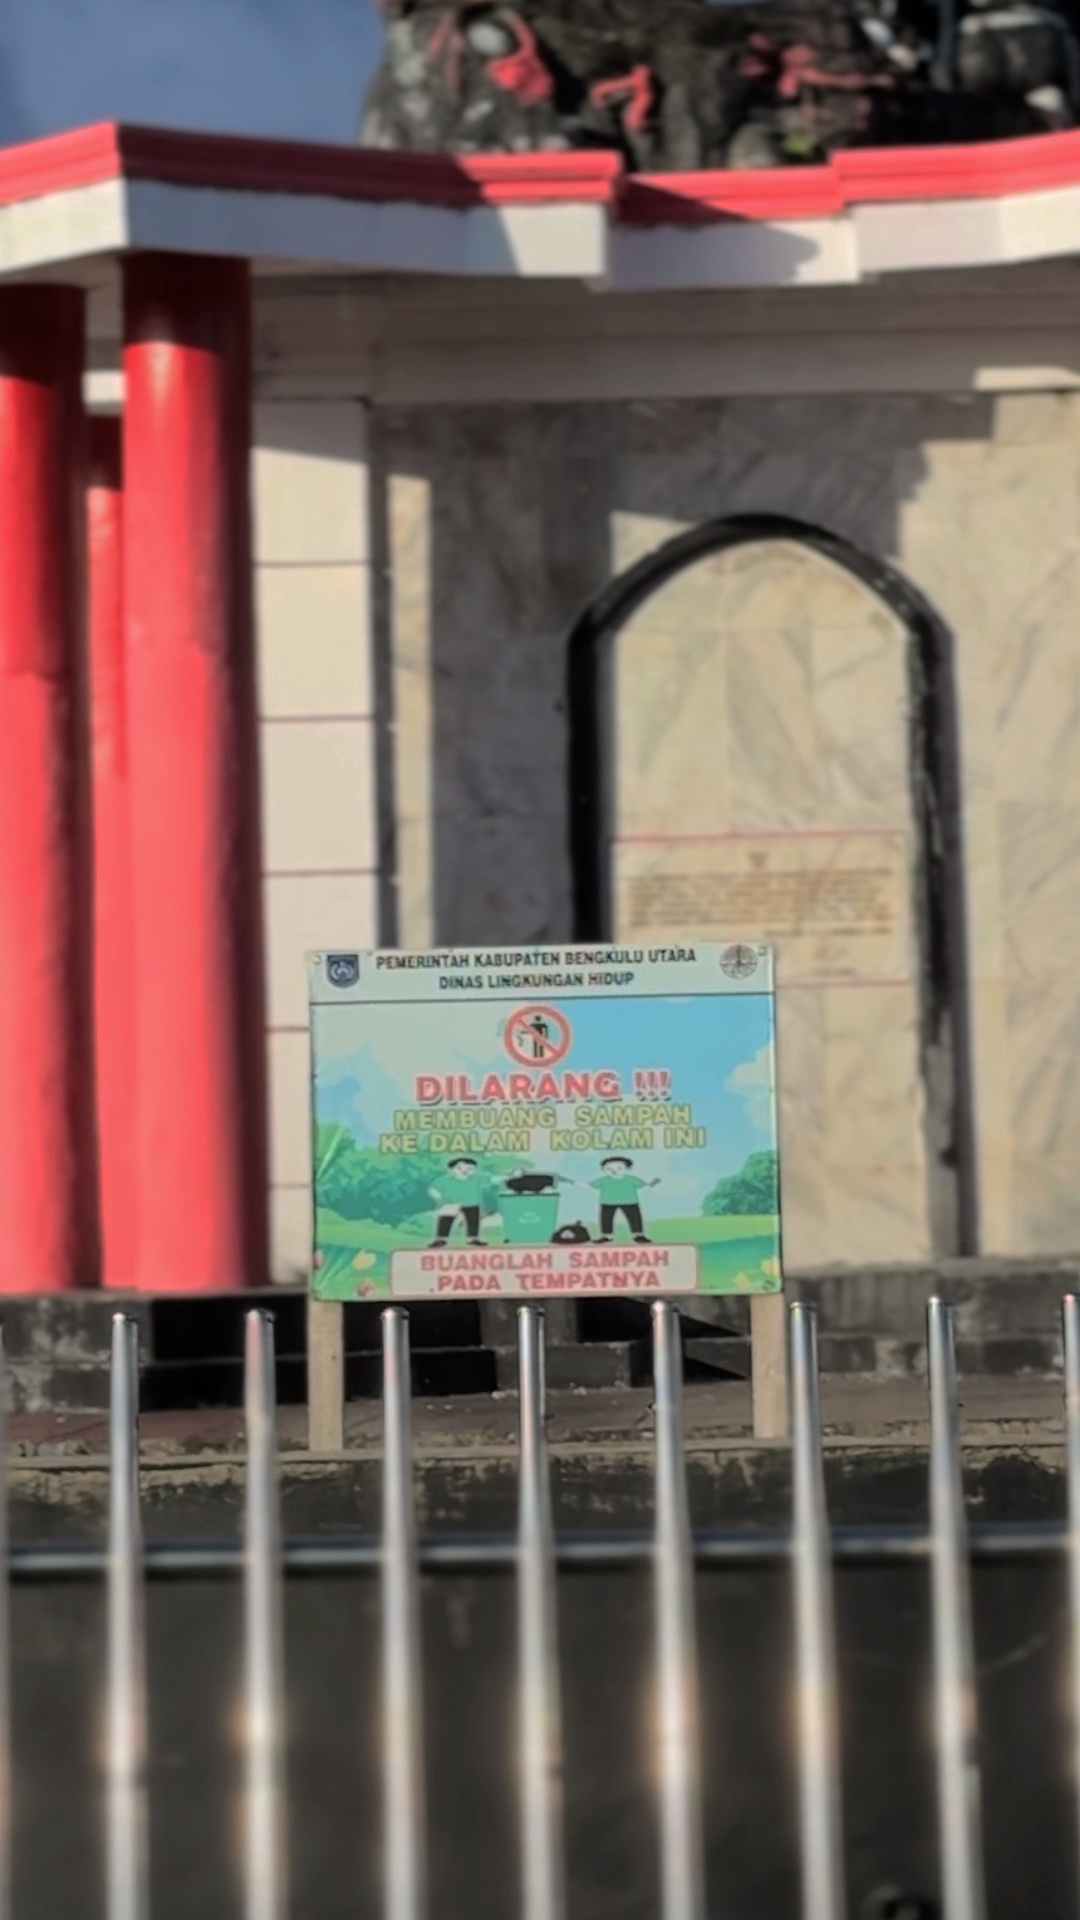 PEMERINTAH KABUPATEN BENGKULU UTARA
DINAS LINGKUNGAN HIDUP
DILARANG !!!
MEMBUANG SAMPAH
KE DALAM KOLAM INI
BUANGLAH SAMPAH
PADA TEMPATNYA